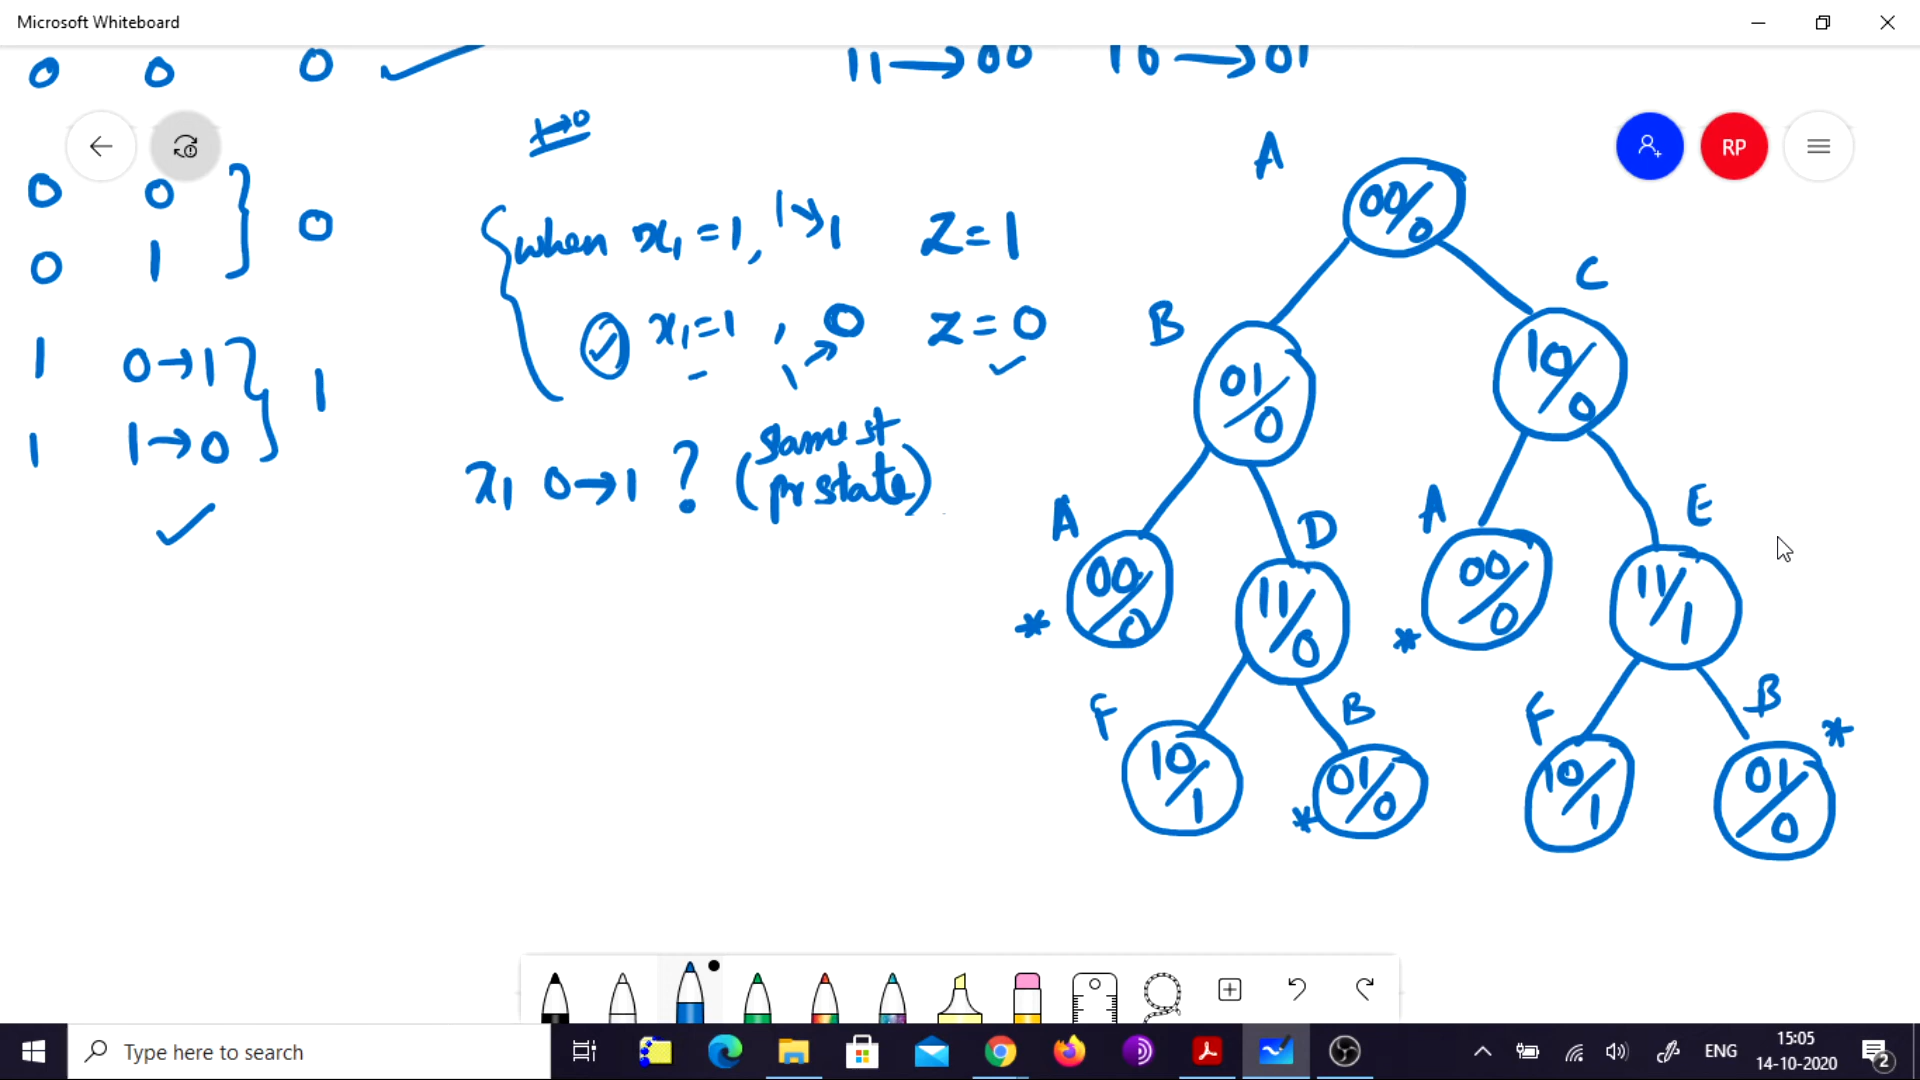 Microsoft Whiteboard
0 0 0
11→00 10→01
1→0
0 0 0
0 1
1 0→1 1
1 1→0
when x₁=1, 1→1 Z=1
x₁=1, 1→0 Z=0
x₁ 0→1 ? (same st
pr state)
A
00/0
B C
01/0 10/0
A D A E
00/0 11/0 00/0 11/1
* *
F B F B *
10/1 01/0 10/1 01/0
*
RP
Type here to search
ENG
15:05
14-10-2020
2